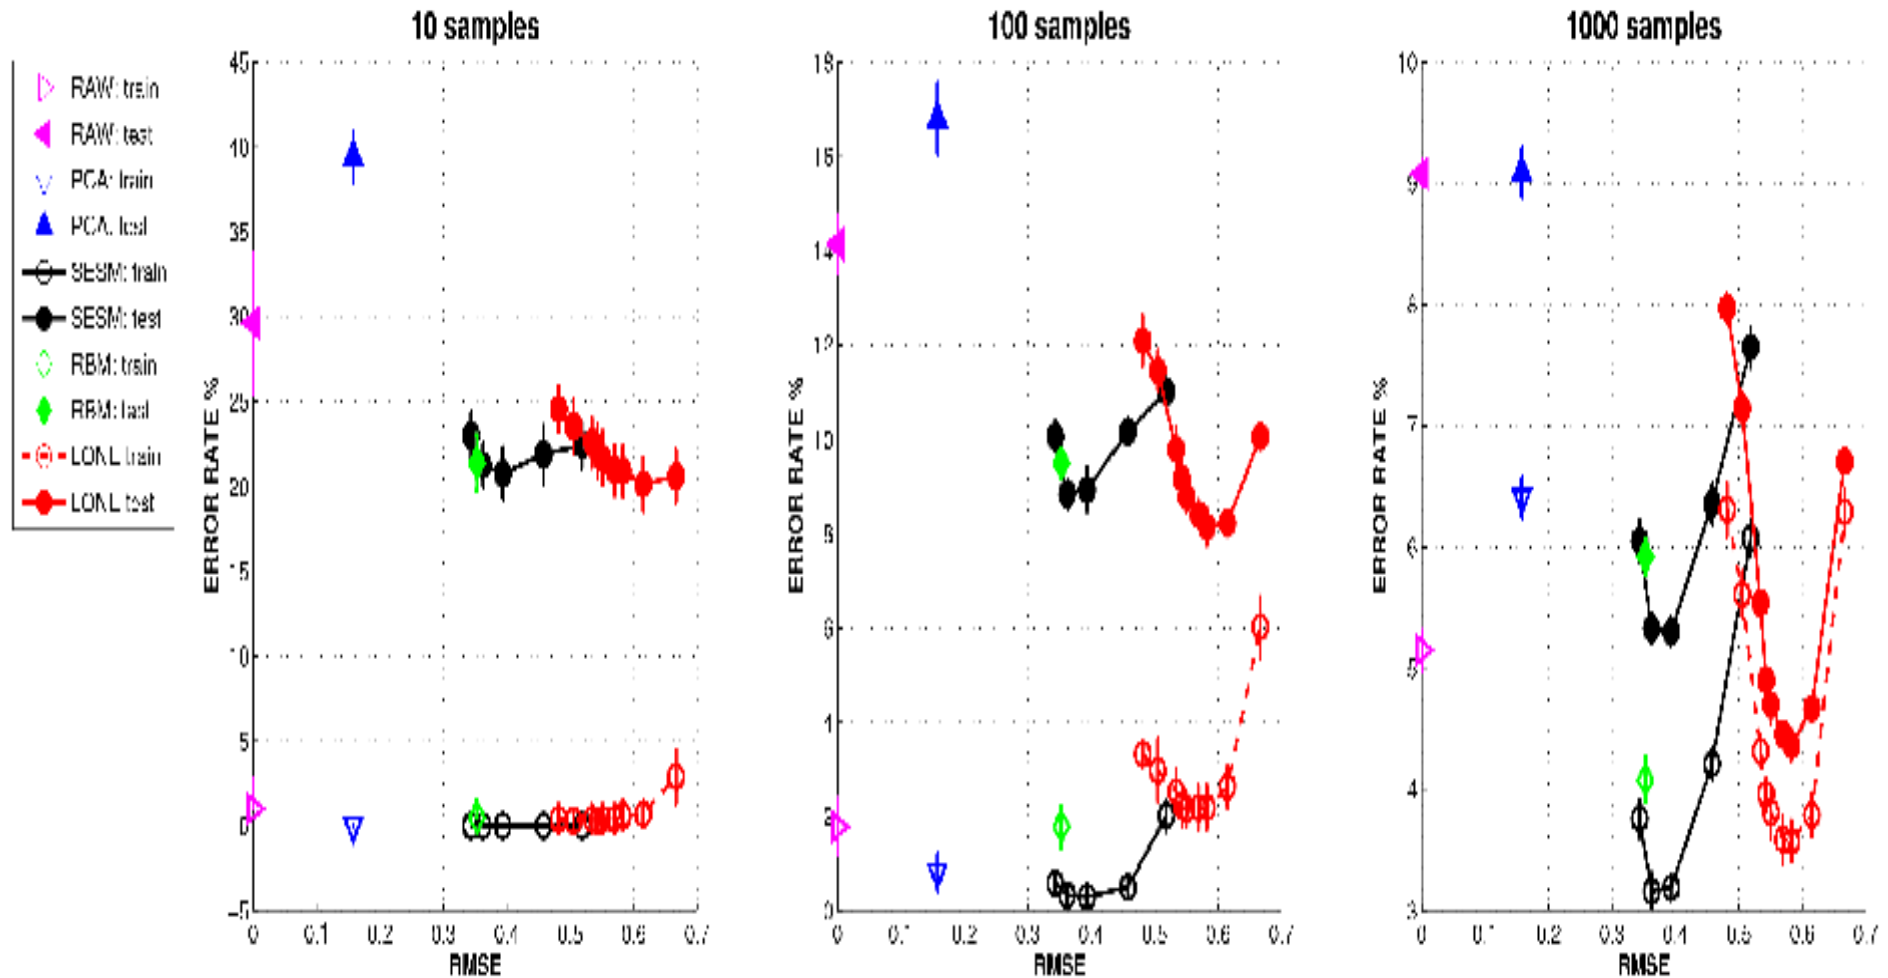 10 samples
100 samples
1000 samples
RAW: train
RAW: test
PCA: train
PCA: test
SESM: train
SESM: test
RBM: train
RBM: test
ERROR RATE %
45
40
35
30
25
20
15
10
5
0
-5
0 0.1 0.2 0.3 0.4 0.5 0.6 0.7
RMSE
ERROR RATE %
18
16
14
12
10
8
6
4
2
0
0 0.1 0.2 0.3 0.4 0.5 0.6 0.7
RMSE
ERROR RATE %
10
9
8
7
6
5
4
3
0 0.1 0.2 0.3 0.4 0.5 0.6 0.7
RMSE